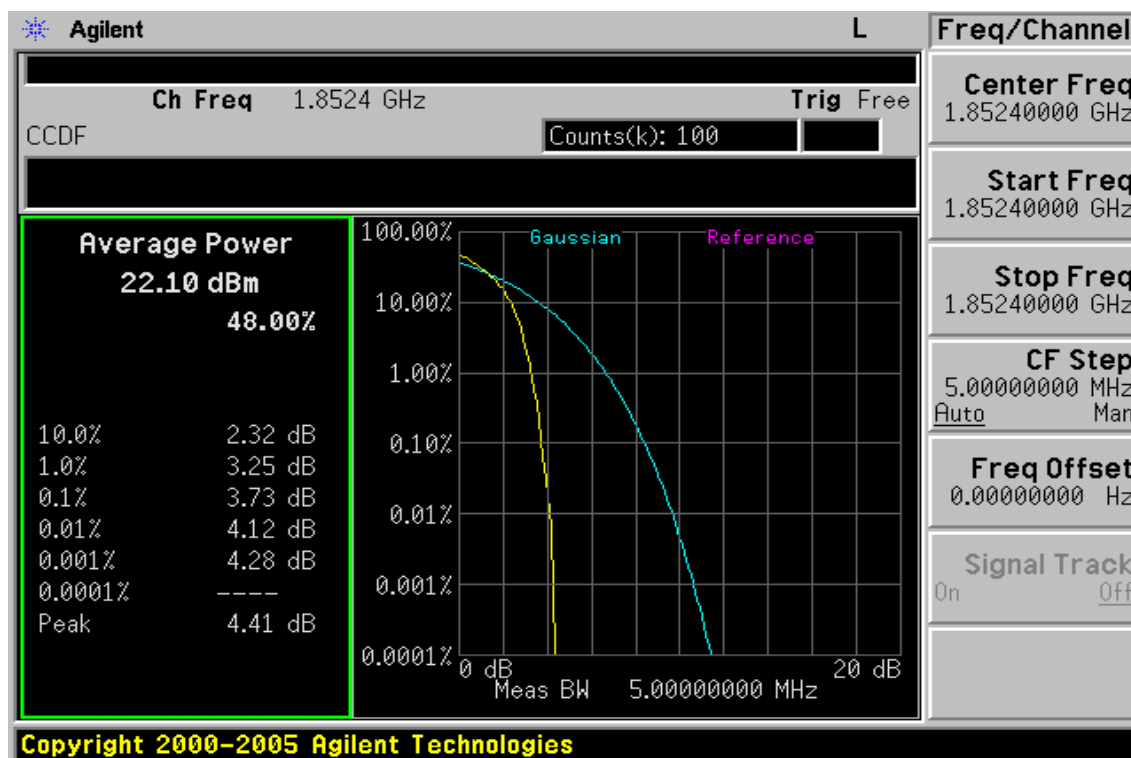 Agilent L Freq/Channel
Ch Freq 1.8524 GHz Trig Free
CCDF Counts(k): 100
Average Power
22.10 dBm
48.00%
10.0% 2.32 dB
1.0% 3.25 dB
0.1% 3.73 dB
0.01% 4.12 dB
0.001% 4.28 dB
0.0001% ----
Peak 4.41 dB
Gaussian Reference
100.00%
10.00%
1.00%
0.10%
0.01%
0.001%
0.0001%
0 dB 20 dB
Meas BW 5.00000000 MHz
Center Freq
1.85240000 GHz
Start Freq
1.85240000 GHz
Stop Freq
1.85240000 GHz
CF Step
5.00000000 MHz
Auto Man
Freq Offset
0.00000000 Hz
Signal Track
On Off
Copyright 2000-2005 Agilent Technologies